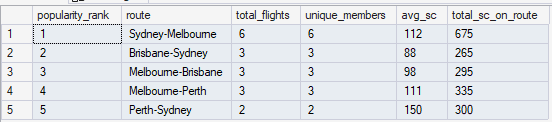 popularity_rank route total_flights unique_members avg_sc total_sc_on_route
1 1 Sydney-Melbourne 6 6 112 675
2 2 Brisbane-Sydney 3 3 88 265
3 3 Melbourne-Brisbane 3 3 98 295
4 4 Melbourne-Perth 3 3 111 335
5 5 Perth-Sydney 2 2 150 300